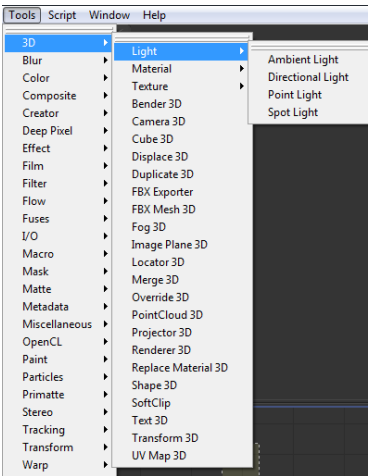 Tools Script Window Help
3D
Blur
Color
Composite
Creator
Deep Pixel
Effect
Film
Filter
Flow
Fuses
I/O
Macro
Mask
Matte
Metadata
Miscellaneous
OpenCL
Paint
Particles
Primatte
Stereo
Tracking
Transform
Warp
Light
Material
Texture
Bender 3D
Camera 3D
Cube 3D
Displace 3D
Duplicate 3D
FBX Exporter
FBX Mesh 3D
Fog 3D
Image Plane 3D
Locator 3D
Merge 3D
Override 3D
PointCloud 3D
Projector 3D
Renderer 3D
Replace Material 3D
Shape 3D
SoftClip
Text 3D
Transform 3D
UV Map 3D
Ambient Light
Directional Light
Point Light
Spot Light